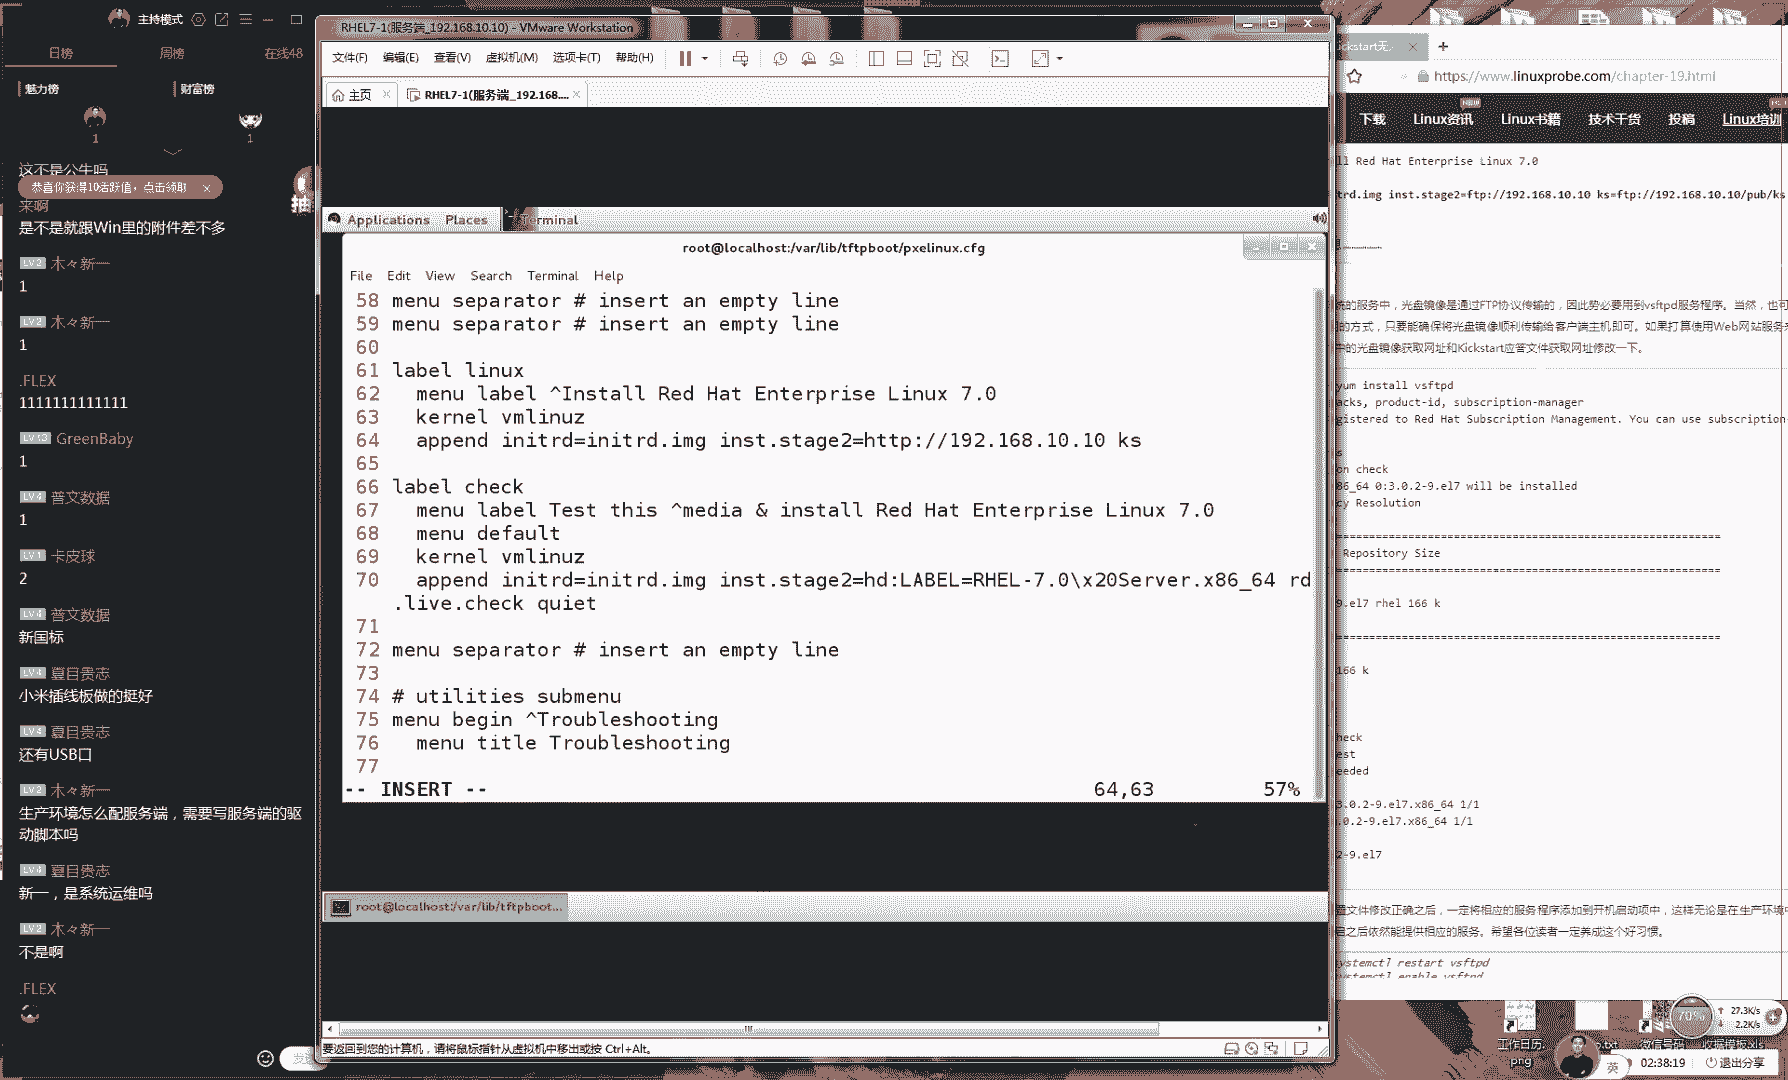 主持模式
日榜 周榜 在线48
魅力榜 财富榜
1 1
这不是公牛吗
恭喜你获得10活跃值，点击领取
来啊
是不是就跟Win里的附件差不多
LV2 木々新一
1
LV2 木々新一
1
.FLEX
1111111111111
LV13 GreenBaby
1
LV4 普文数据
1
LV1 卡皮球
2
LV4 普文数据
新国标
LV4 夏目贵志
小米插线板做的挺好
LV4 夏目贵志
还有USB口
LV2 木々新一
生产环境怎么配服务端，需要写服务端的驱
动脚本吗
LV4 夏目贵志
新一，是系统运维吗
LV2 木々新一
不是啊
.FLEX
RHEL7-1(服务端_192.168.10.10) - VMware Workstation
文件(F) 编辑(E) 查看(V) 虚拟机(M) 选项卡(T) 帮助(H)
主页 RHEL7-1(服务端_192.168....
Applications Places Terminal
root@localhost:/var/lib/tftpboot/pxelinux.cfg
File Edit View Search Terminal Help
58 menu separator # insert an empty line
59 menu separator # insert an empty line
60
61 label linux
62   menu label ^Install Red Hat Enterprise Linux 7.0
63   kernel vmlinuz
64   append initrd=initrd.img inst.stage2=http://192.168.10.10 ks
65
66 label check
67   menu label Test this ^media & install Red Hat Enterprise Linux 7.0
68   menu default
69   kernel vmlinuz
70   append initrd=initrd.img inst.stage2=hd:LABEL=RHEL-7.0\x20Server.x86_64 rd
.live.check quiet
71
72 menu separator # insert an empty line
73
74 # utilities submenu
75 menu begin ^Troubleshooting
76   menu title Troubleshooting
77
-- INSERT -- 64,63 57%
root@localhost:/var/lib/tftpboot...
要返回到您的计算机，请将鼠标指针从虚拟机中移出或按 Ctrl+Alt。
ickstart无.
https://www.linuxprobe.com/chapter-19.html
下载 Linux资讯 Linux书籍 技术干货 投稿 Linux培训
ll Red Hat Enterprise Linux 7.0
trd.img inst.stage2=ftp://192.168.10.10 ks=ftp://192.168.10.10/pub/ks
统的服务中，光盘镜像是通过FTP协议传输的，因此势必要用到vsftpd服务程序。当然，也可
的方式，只要能确保将光盘镜像顺利传输给客户端主机即可。如果打算使用Web网站服务
中的光盘镜像获取网址和Kickstart应答文件获取网址修改一下。
yum install vsftpd
acks, product-id, subscription-manager
gistered to Red Hat Subscription Management. You can use subscription
s
on check
86_64 0:3.0.2-9.el7 will be installed
cy Resolution
Repository Size
9.el7 rhel 166 k
166 k
heck
est
eeded
3.0.2-9.el7.x86_64 1/1
.0.2-9.el7.x86_64 1/1
2-9.el7
置文件修改正确之后，一定将相应的服务程序添加到开机启动项中，这样无论是在生产环境中
启之后依然能提供相应的服务。希望各位读者一定养成这个好习惯。
ystemctl restart vsftpd
ystemctl enable vsftpd
70%
27.3K/s
2.2K/s
工作日历.
png
.txt
微信号码
收据模板.xls
英
02:38:19
退出分享